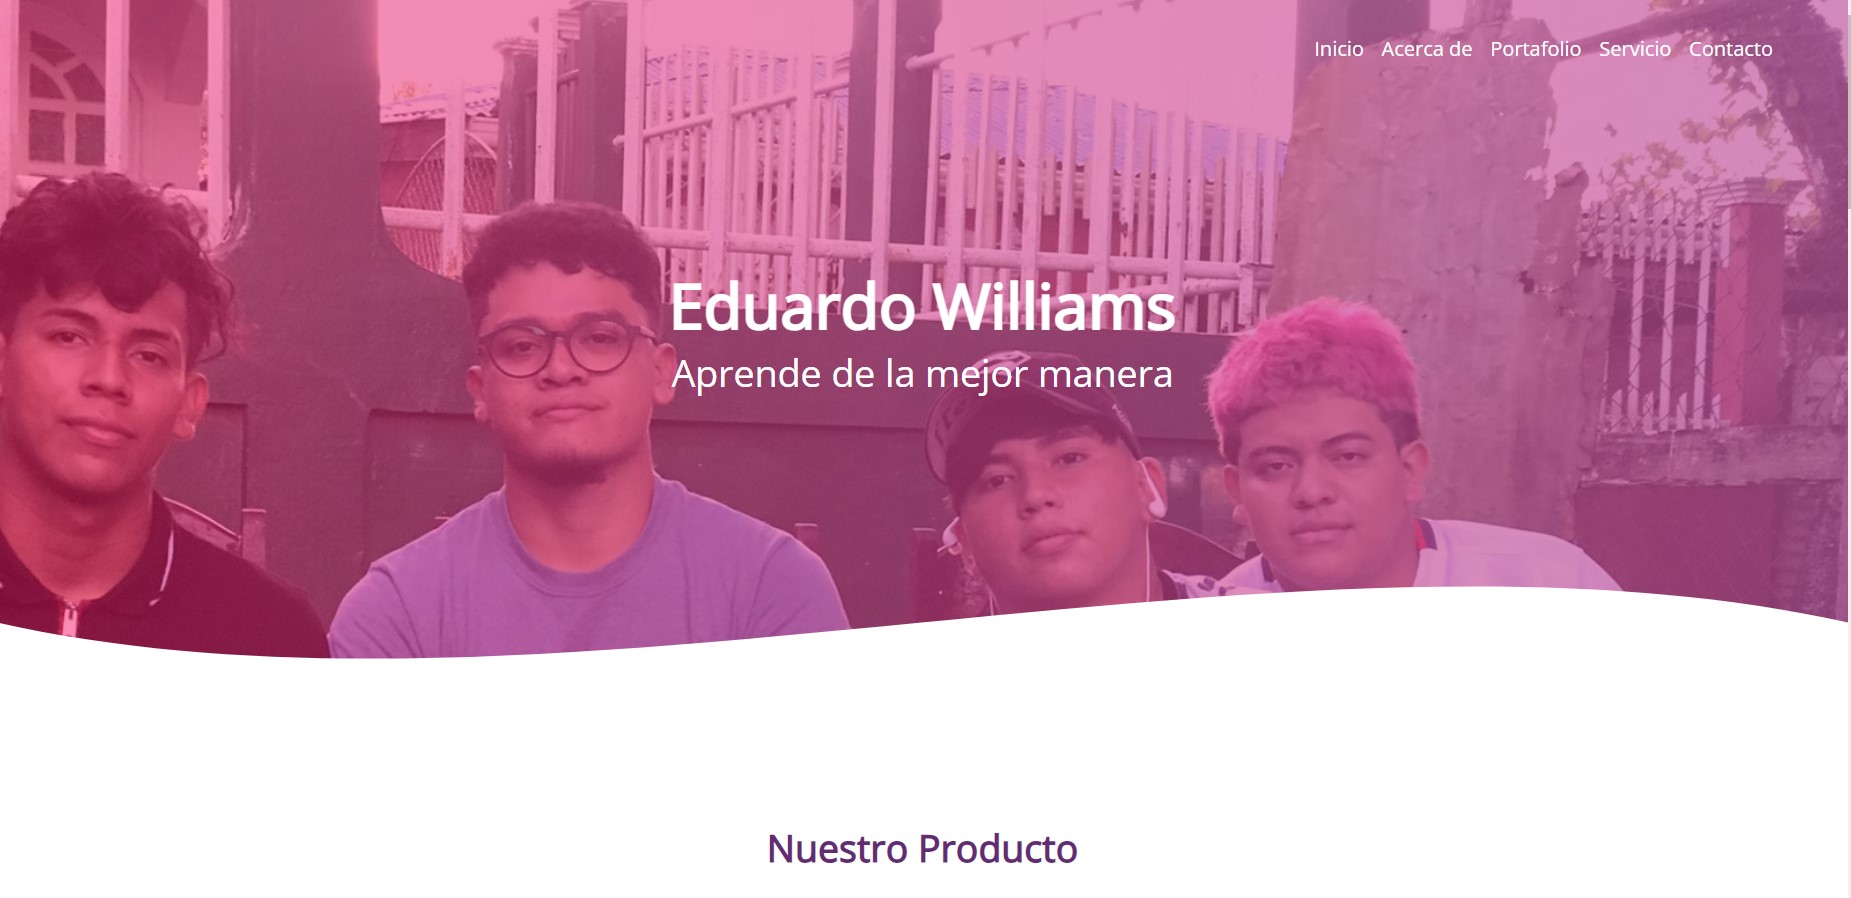 Inicio Acerca de Portafolio Servicio Contacto
Eduardo Williams
Aprende de la mejor manera
Nuestro Producto